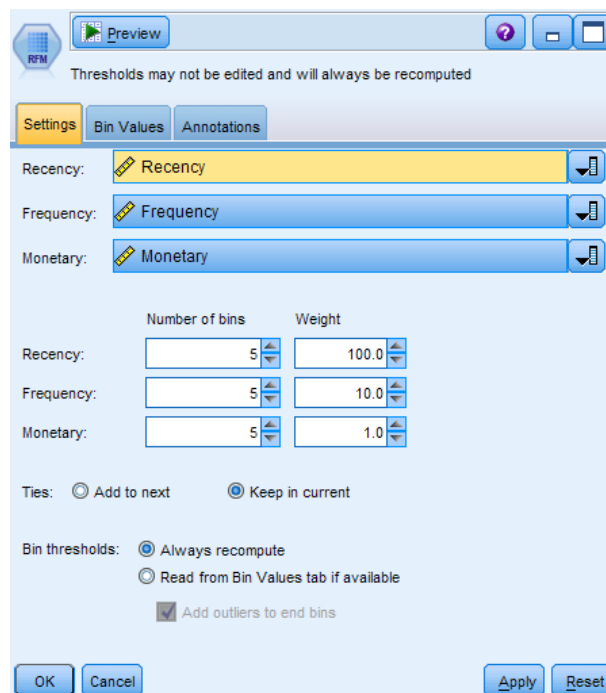 Preview
?
RFM
Thresholds may not be edited and will always be recomputed
Settings Bin Values Annotations
Recency: Recency
Frequency: Frequency
Monetary: Monetary
Number of bins Weight
Recency: 5 100.0
Frequency: 5 10.0
Monetary: 5 1.0
Ties: Add to next Keep in current
Bin thresholds: Always recompute
Read from Bin Values tab if available
Add outliers to end bins
OK Cancel Apply Reset